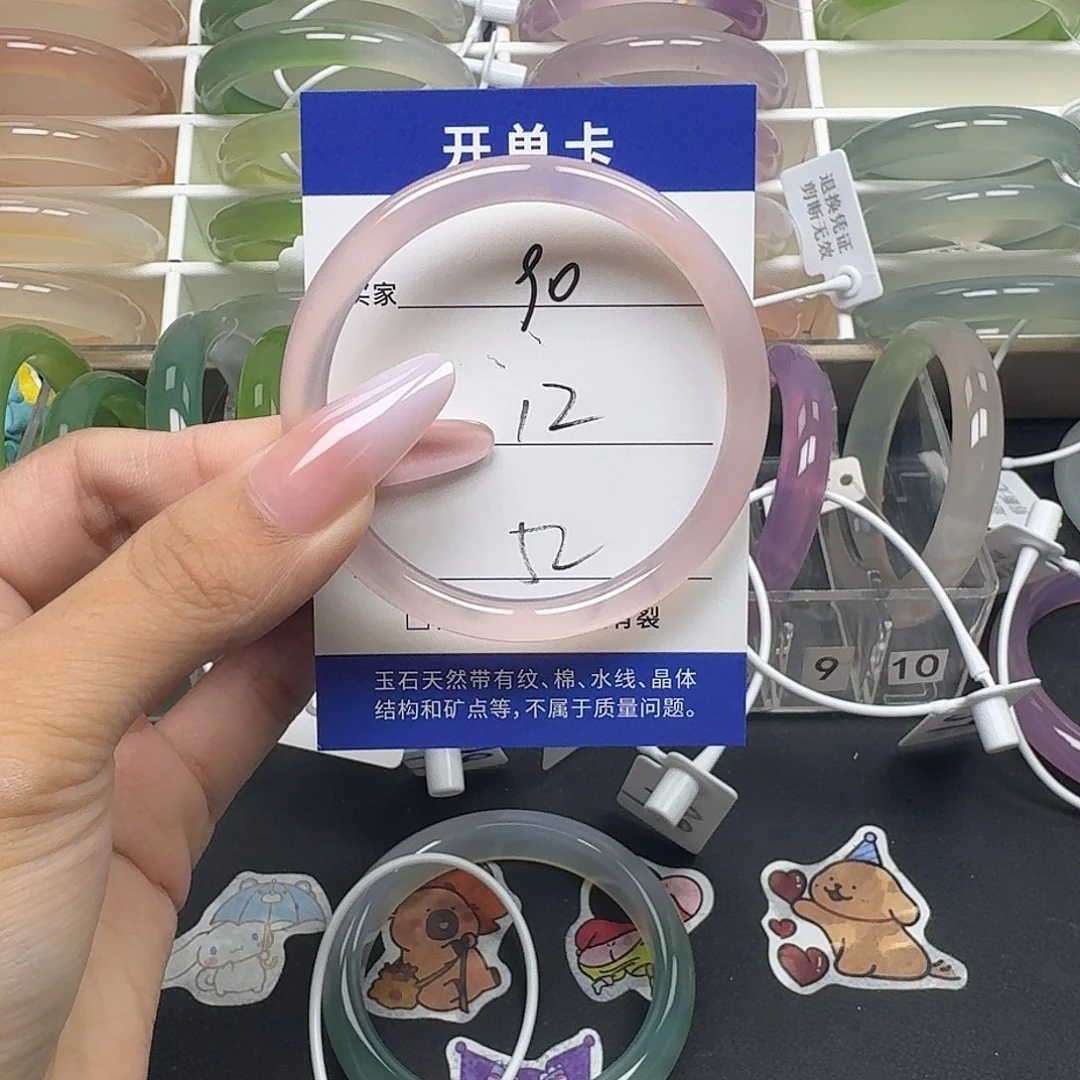 开单卡
买家 90
12
52
有裂
玉石天然带有纹、棉、水线、晶体
结构和矿点等，不属于质量问题。
退换凭证
剪断无效
9
10